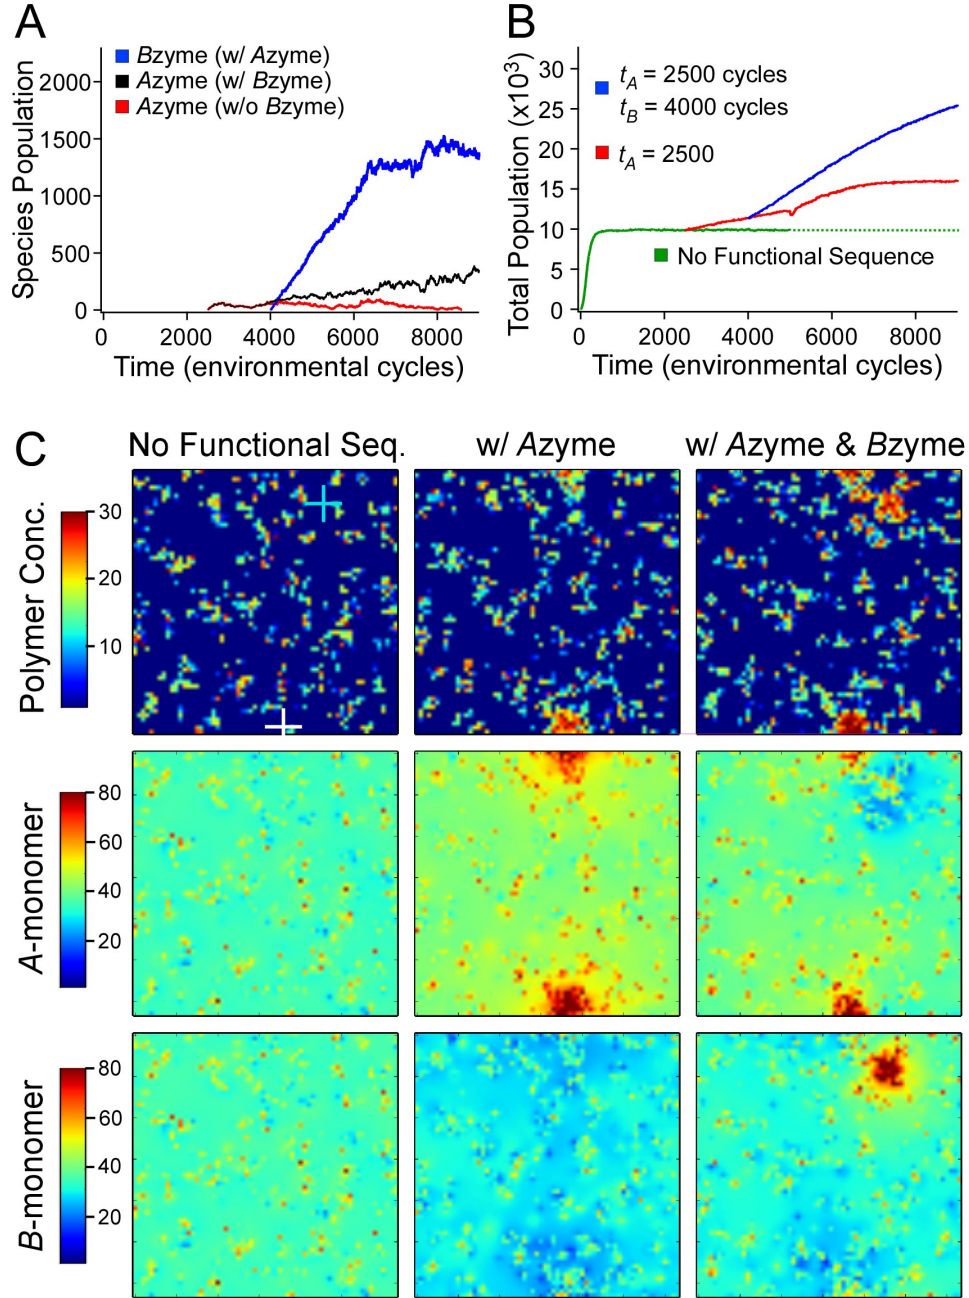 A
Bzyme (w/ Azyme)
Azyme (w/ Bzyme)
Azyme (w/o Bzyme)
Species Population
2000
1500
1000
500
0
0 2000 4000 6000 8000
Time (environmental cycles)
B
tA = 2500 cycles
tB = 4000 cycles
tA = 2500
No Functional Sequence
Total Population (x10³)
30
25
20
15
10
5
0
0 2000 4000 6000 8000
Time (environmental cycles)
C
No Functional Seq. w/ Azyme w/ Azyme & Bzyme
Polymer Conc.
30
20
10
A-monomer
80
60
40
20
B-monomer
80
60
40
20